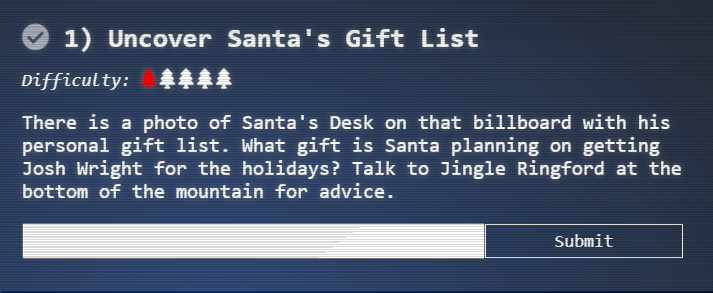 1) Uncover Santa's Gift List
Difficulty:
There is a photo of Santa's Desk on that billboard with his
personal gift list. What gift is Santa planning on getting
Josh Wright for the holidays? Talk to Jingle Ringford at the
bottom of the mountain for advice.
Submit